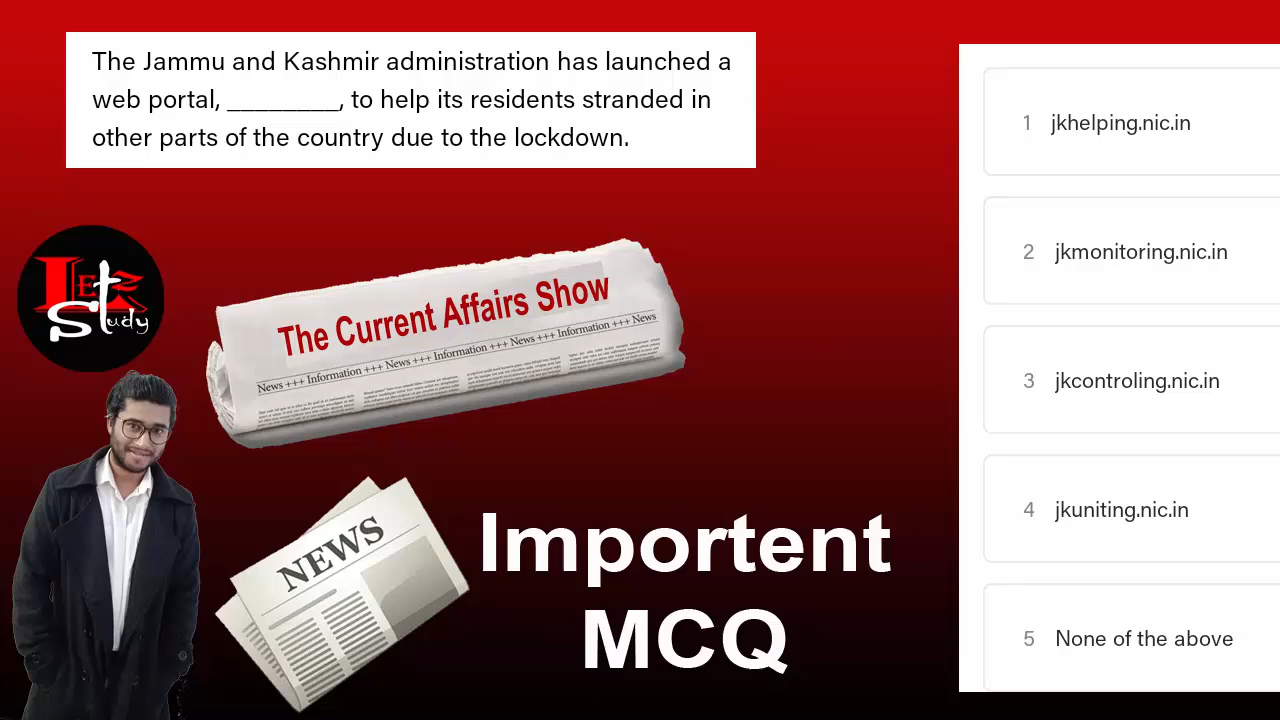 The Jammu and Kashmir administration has launched a
web portal, ________, to help its residents stranded in
other parts of the country due to the lockdown.
1 jkhelping.nic.in
2 jkmonitoring.nic.in
3 jkcontroling.nic.in
4 jkuniting.nic.in
5 None of the above
LETz
Study
The Current Affairs Show
News +++ Information +++ News +++ Information +++ News +++ Information +++ News
NEWS
Importent
MCQ